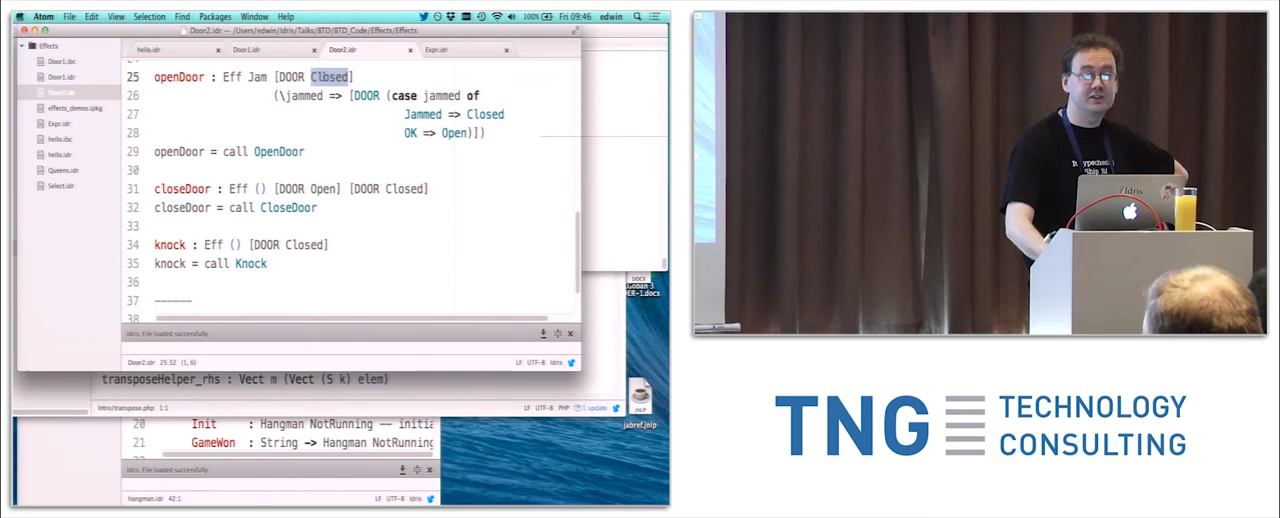 Atom File Edit View Selection Find Packages Window Help
100% Fri 09:46 edwin
Door2.idr - /Users/edwin/Idris/Talks/BTD/BTD_Code/Effects/Effects
Effects
Door1.ibc
Door1.idr
Door2.idr
effects_demos.ipkg
Expr.idr
hello.ibc
hello.idr
Queens.idr
Select.idr
hello.idr Door1.idr Door2.idr Expr.idr
25 openDoor : Eff Jam [DOOR Closed]
26 (\jammed => [DOOR (case jammed of
27 Jammed => Closed
28 OK => Open)])
29 openDoor = call OpenDoor
30
31 closeDoor : Eff () [DOOR Open] [DOOR Closed]
32 closeDoor = call CloseDoor
33
34 knock : Eff () [DOOR Closed]
35 knock = call Knock
36
37 ------
38
Idris: File loaded successfully
Door2.idr 25:32 (1, 6) LF UTF-8 Idris
transposeHelper_rhs : Vect m (Vect (S k) elem)
Intro/transpose.php 1:1 LF UTF-8 PHP 1 update
20 Init : Hangman NotRunning -- initia
21 GameWon : String -> Hangman NotRunning
Idris: File loaded successfully
hangman.idr 42:1 LF UTF-8 Idris
DOCX
jabref.jnlp
JNLP
Idris
TNG TECHNOLOGY
CONSULTING